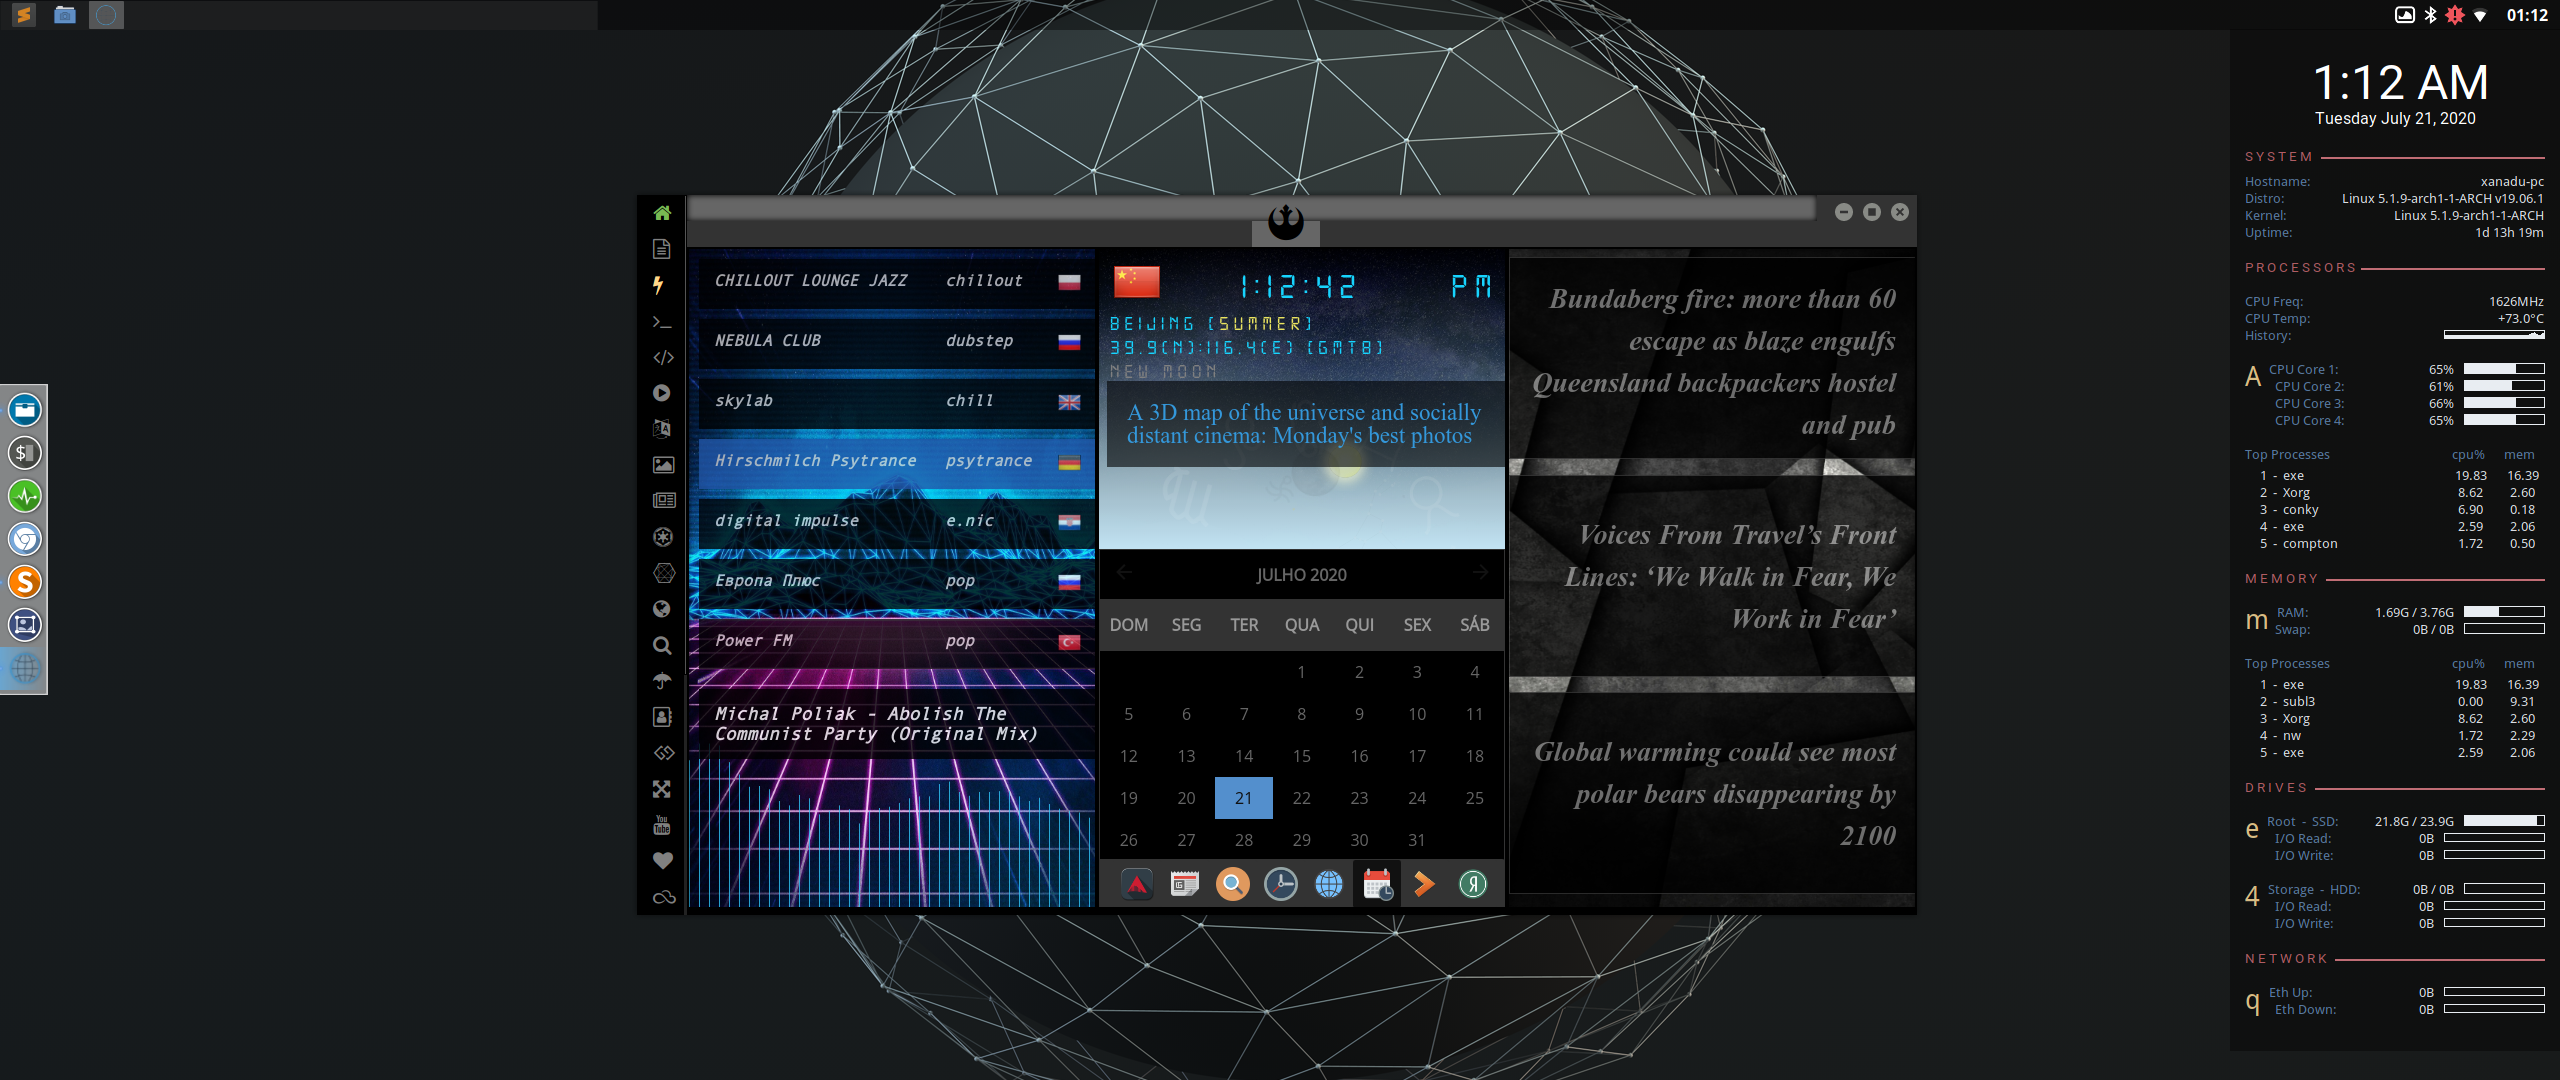 01:12
1:12 AM
Tuesday July 21, 2020
SYSTEM
Hostname: xanadu-pc
Distro: Linux 5.1.9-arch1-1-ARCH v19.06.1
Kernel: Linux 5.1.9-arch1-1-ARCH
Uptime: 1d 13h 19m
PROCESSORS
CPU Freq: 1626MHz
CPU Temp: +73.0°C
History:
A CPU Core 1: 65%
CPU Core 2: 61%
CPU Core 3: 66%
CPU Core 4: 65%
Top Processes cpu% mem
1 - exe 19.83 16.39
2 - Xorg 8.62 2.60
3 - conky 6.90 0.18
4 - exe 2.59 2.06
5 - compton 1.72 0.50
MEMORY
m RAM: 1.69G / 3.76G
Swap: 0B / 0B
Top Processes cpu% mem
1 - exe 19.83 16.39
2 - subl3 0.00 9.31
3 - Xorg 8.62 2.60
4 - nw 1.72 2.29
5 - exe 2.59 2.06
DRIVES
e Root - SSD: 21.8G / 23.9G
I/O Read: 0B
I/O Write: 0B
4 Storage - HDD: 0B / 0B
I/O Read: 0B
I/O Write: 0B
NETWORK
q Eth Up: 0B
Eth Down: 0B
CHILLOUT LOUNGE JAZZ chillout
NEBULA CLUB dubstep
skylab chill
Hirschmilch Psytrance psytrance
digital impulse e.nic
Европа Плюс pop
Power FM pop
Michal Poliak - Abolish The
Communist Party (Original Mix)
1:12:42 PM
BEIJING (SUMMER)
39.9(N):116.4(E) (GMT8)
NEW MOON
A 3D map of the universe and socially
distant cinema: Monday's best photos
JULHO 2020
DOM SEG TER QUA QUI SEX SÁB
1 2 3 4
5 6 7 8 9 10 11
12 13 14 15 16 17 18
19 20 21 22 23 24 25
26 27 28 29 30 31
Bundaberg fire: more than 60
escape as blaze engulfs
Queensland backpackers hostel
and pub
Voices From Travel’s Front
Lines: ‘We Walk in Fear, We
Work in Fear’
Global warming could see most
polar bears disappearing by
2100
You
Tube
$
S
Я